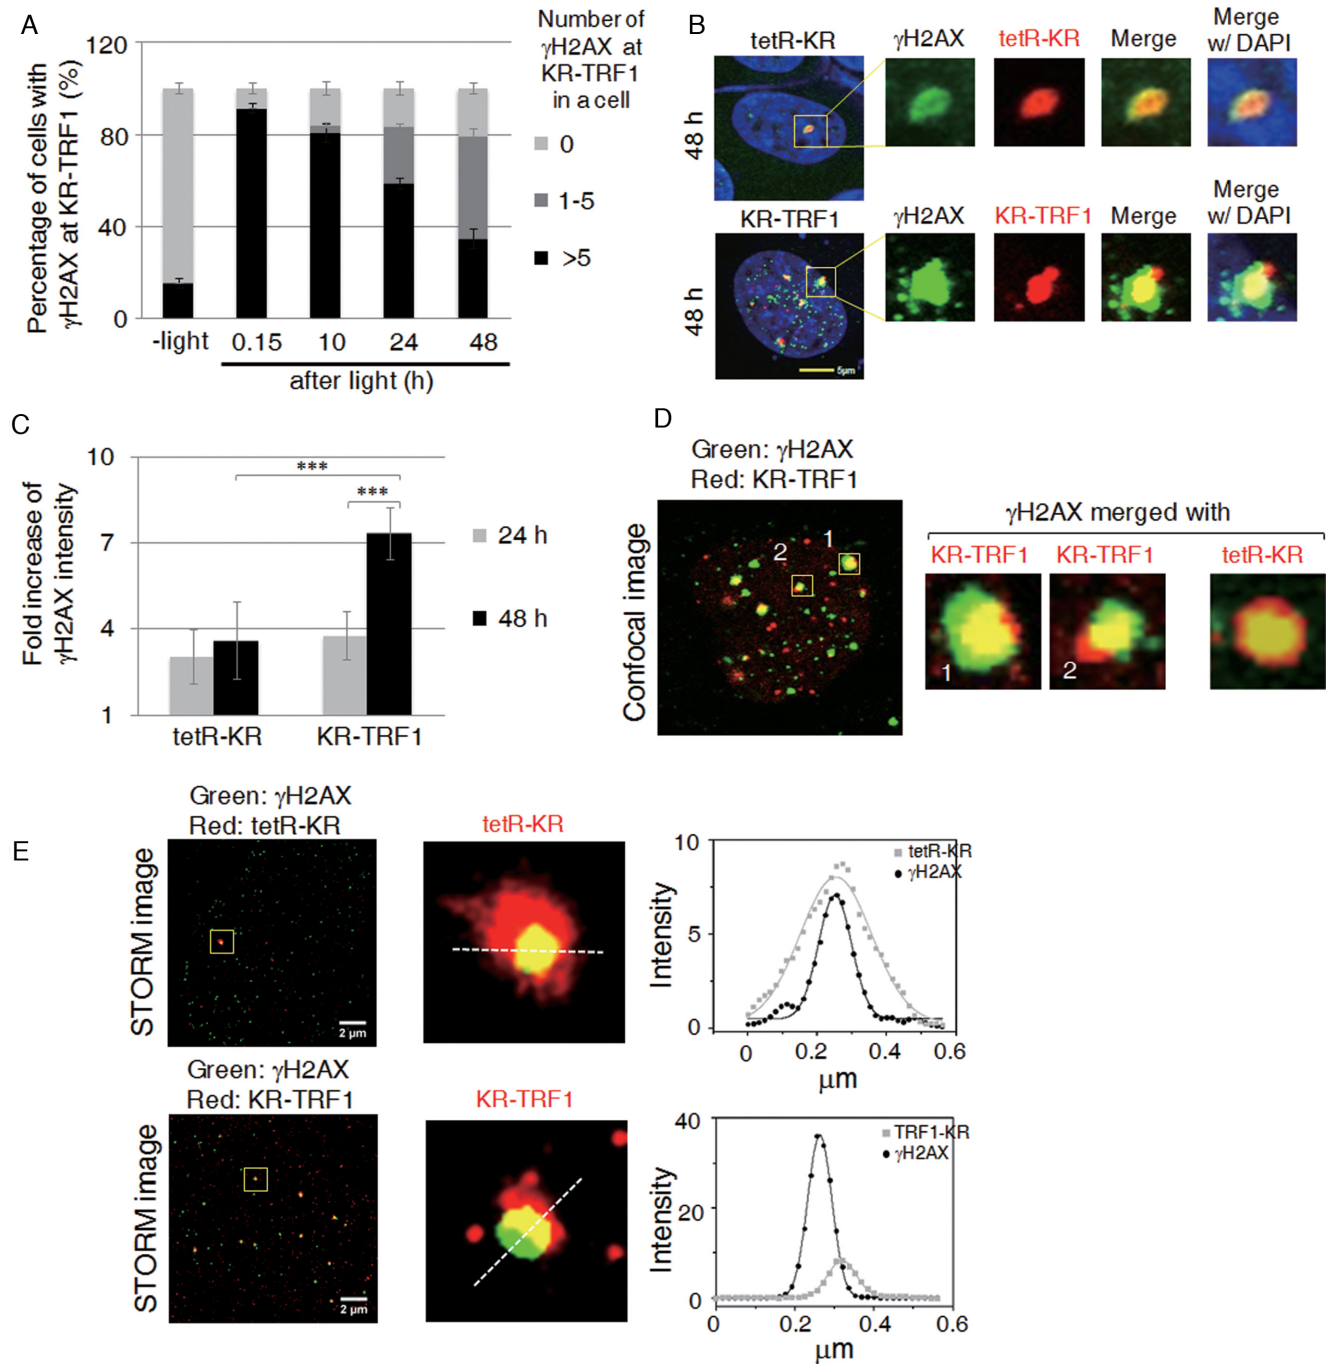 A
Percentage of cells with
γH2AX at KR-TRF1 (%)
120
80
40
0
-light
0.15
10
24
48
after light (h)
Number of
γH2AX at
KR-TRF1
in a cell
0
1-5
>5
B
tetR-KR
γH2AX
tetR-KR
Merge
Merge
w/ DAPI
48 h
KR-TRF1
γH2AX
KR-TRF1
Merge
Merge
w/ DAPI
48 h
5μm
C
Fold increase of
γH2AX intensity
10
7
4
1
***
***
tetR-KR
KR-TRF1
24 h
48 h
D
Green: γH2AX
Red: KR-TRF1
Confocal image
1
2
γH2AX merged with
KR-TRF1
KR-TRF1
tetR-KR
1
2
E
Green: γH2AX
Red: tetR-KR
STORM image
2 μm
tetR-KR
10
5
0
Intensity
tetR-KR
γH2AX
0
0.2
0.4
0.6
μm
Green: γH2AX
Red: KR-TRF1
STORM image
2 μm
KR-TRF1
40
20
0
Intensity
TRF1-KR
γH2AX
0
0.2
0.4
0.6
μm